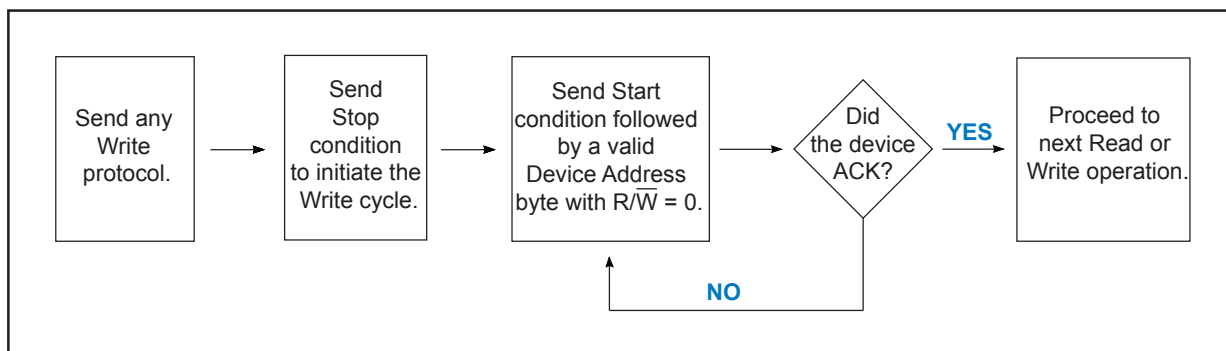 Send any
Write
protocol.
Send
Stop
condition
to initiate the
Write cycle.
Send Start
condition followed
by a valid
Device Address
byte with R/W̅ = 0.
Did
the device
ACK?
YES
Proceed to
next Read or
Write operation.
NO